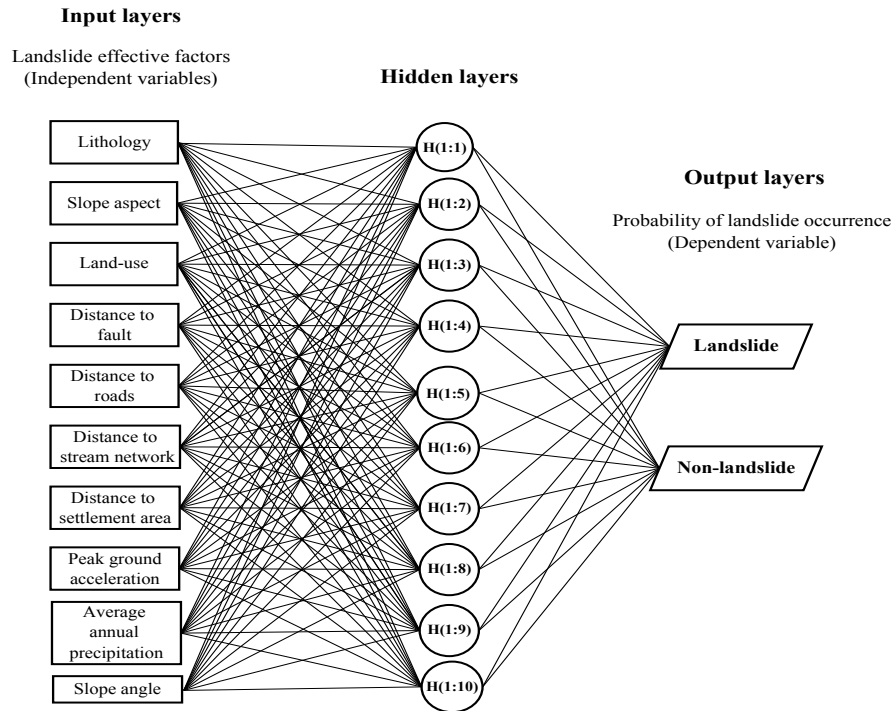 Input layers
Landslide effective factors
(Independent variables)
Lithology
Slope aspect
Land-use
Distance to
fault
Distance to
roads
Distance to
stream network
Distance to
settlement area
Peak ground
acceleration
Average
annual
precipitation
Slope angle
Hidden layers
H(1:1)
H(1:2)
H(1:3)
H(1:4)
H(1:5)
H(1:6)
H(1:7)
H(1:8)
H(1:9)
H(1:10)
Output layers
Probability of landslide occurrence
(Dependent variable)
Landslide
Non-landslide